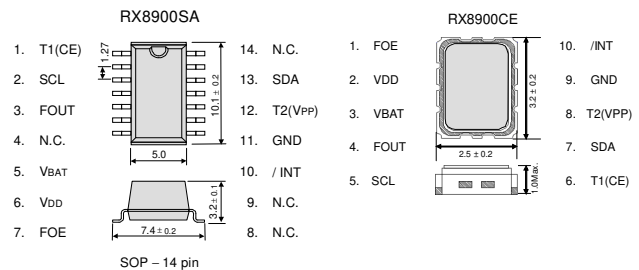 RX8900SA
1. T1(CE)
2. SCL
3. FOUT
4. N.C.
5. VBAT
6. VDD
7. FOE
14. N.C.
13. SDA
12. T2(VPP)
11. GND
10. / INT
9. N.C.
8. N.C.
1.27
10.1 ± 0.2
5.0
3.2 ± 0.1
7.4 ± 0.2
SOP – 14 pin
RX8900CE
1. FOE
2. VDD
3. VBAT
4. FOUT
5. SCL
10. /INT
9. GND
8. T2(VPP)
7. SDA
6. T1(CE)
3.2 ± 0.2
2.5 ± 0.2
1.0Max.